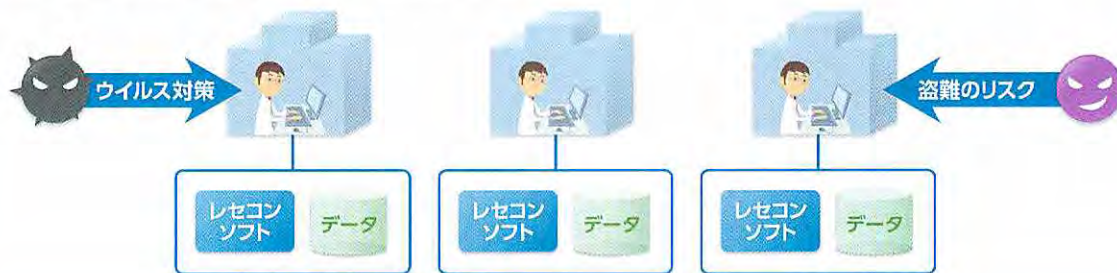 ウイルス対策
盗難のリスク
レセコン
ソフト
データ
レセコン
ソフト
データ
レセコン
ソフト
データ